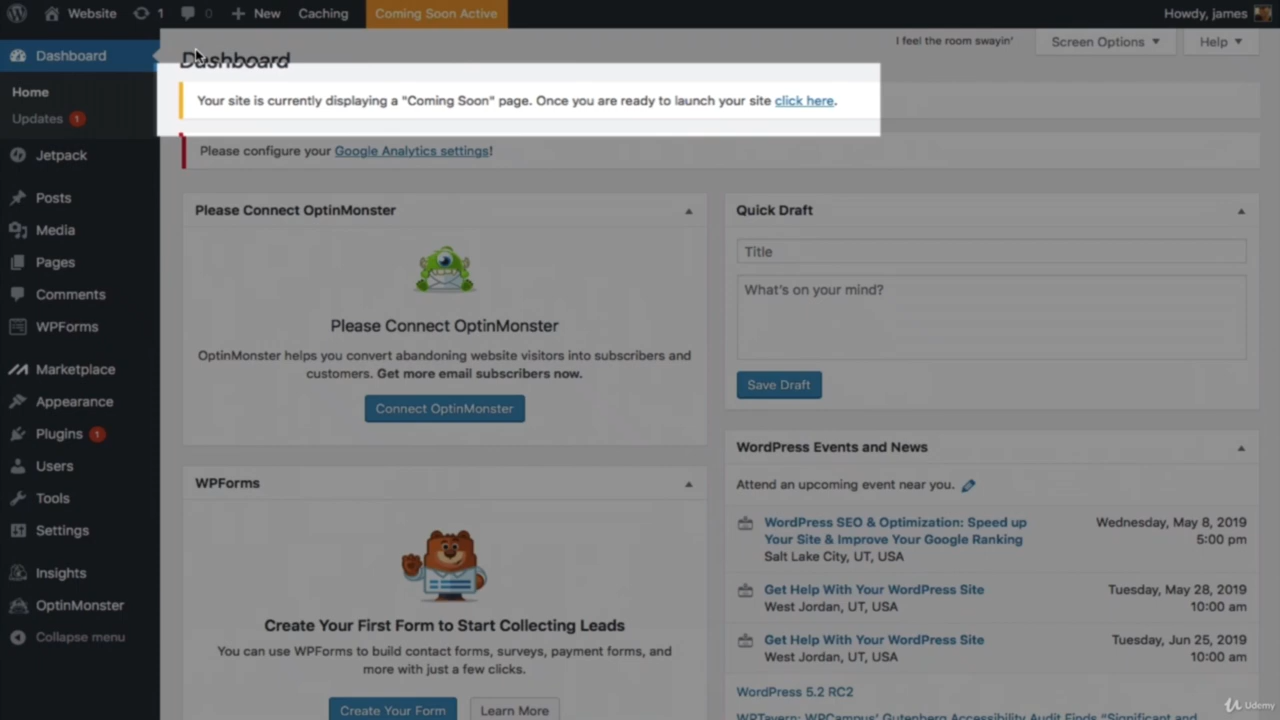 Website 1 0 New Caching Coming Soon Active Howdy, james
Dashboard
Home
Updates 1
Jetpack
Posts
Media
Pages
Comments
WPForms
Marketplace
Appearance
Plugins 1
Users
Tools
Settings
Insights
OptinMonster
Collapse menu
I feel the room swayin' Screen Options Help
Dashboard
Your site is currently displaying a "Coming Soon" page. Once you are ready to launch your site click here.
Please configure your Google Analytics settings!
Please Connect OptinMonster
Please Connect OptinMonster
OptinMonster helps you convert abandoning website visitors into subscribers and
customers. Get more email subscribers now.
Connect OptinMonster
WPForms
Create Your First Form to Start Collecting Leads
You can use WPForms to build contact forms, surveys, payment forms, and
more with just a few clicks.
Create Your Form Learn More
Quick Draft
Title
What's on your mind?
Save Draft
WordPress Events and News
Attend an upcoming event near you.
WordPress SEO & Optimization: Speed up Wednesday, May 8, 2019
Your Site & Improve Your Google Ranking 5:00 pm
Salt Lake City, UT, USA
Get Help With Your WordPress Site Tuesday, May 28, 2019
West Jordan, UT, USA 10:00 am
Get Help With Your WordPress Site Tuesday, Jun 25, 2019
West Jordan, UT, USA 10:00 am
WordPress 5.2 RC2
WPTavern: WPCampus' Gutenberg Accessibility Audit Finds "Significant and
Udemy